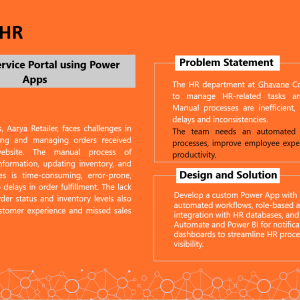 HR
ervice Portal using Power
Apps
s, Aarya Retailer, faces challenges in
ing and managing orders received
website. The manual process of
nformation, updating inventory, and
es is time-consuming, error-prone,
delays in order fulfillment. The lack
rder status and inventory levels also
stomer experience and missed sales
Problem Statement
The HR department at Ghavane Co
to manage HR-related tasks an
Manual processes are inefficient,
delays and inconsistencies.
The team needs an automated
processes, improve employee expe
productivity.
Design and Solution
Develop a custom Power App with
automated workflows, role-based a
integration with HR databases, and
Automate and Power BI for notifica
dashboards to streamline HR proce
visibility.